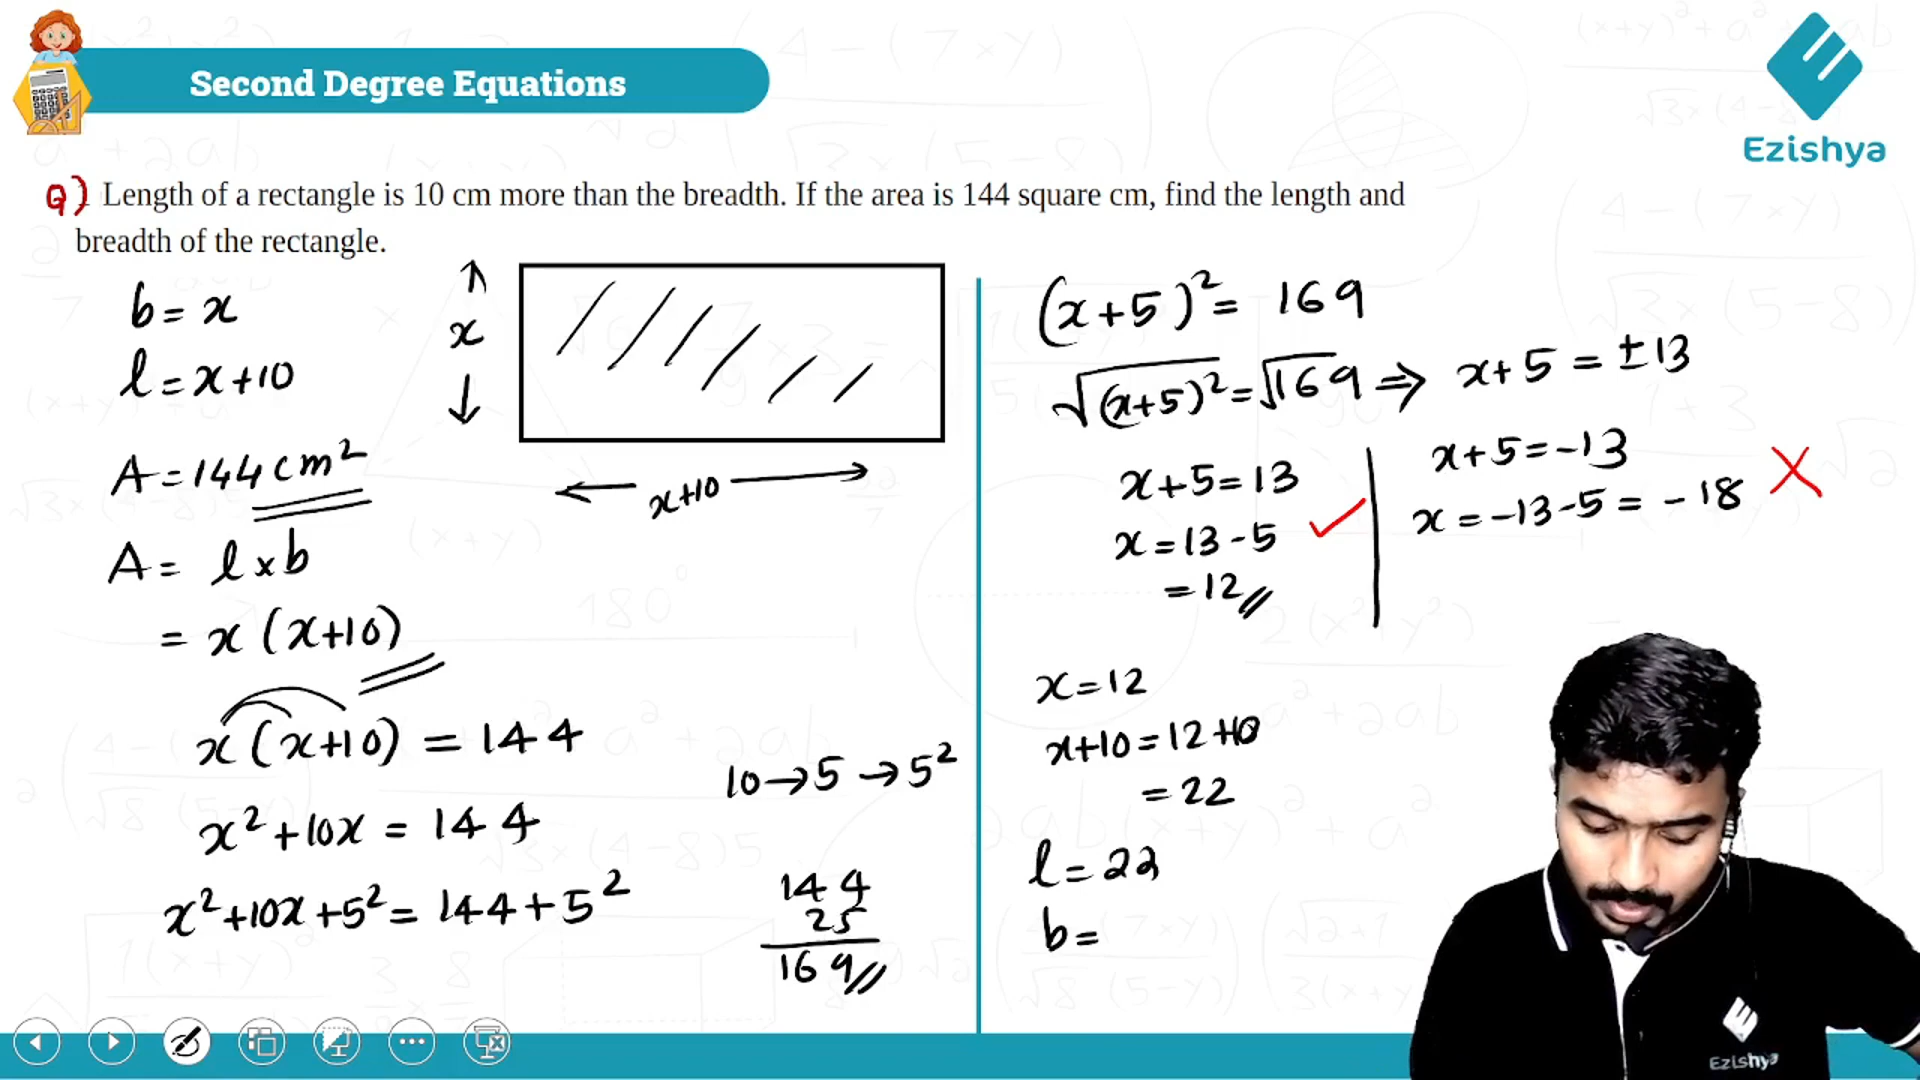 Second Degree Equations
Ezishya
Q) Length of a rectangle is 10 cm more than the breadth. If the area is 144 square cm, find the length and
breadth of the rectangle.
b = x
l = x+10
A = 144 cm²
A = l x b
= x (x+10)
x (x+10) = 144
x² +10x = 144
x² +10x +5² = 144 + 5²
x
x+10
10 → 5 → 5²
144
25
169
(x+5)² = 169
√(x+5)² = √169 ⇒ x+5 = ±13
x+5 = 13
x = 13 - 5
= 12
x+5 = -13
x = -13 - 5 = -18
x = 12
x+10 = 12+10
= 22
l = 22
b =
Ezishya